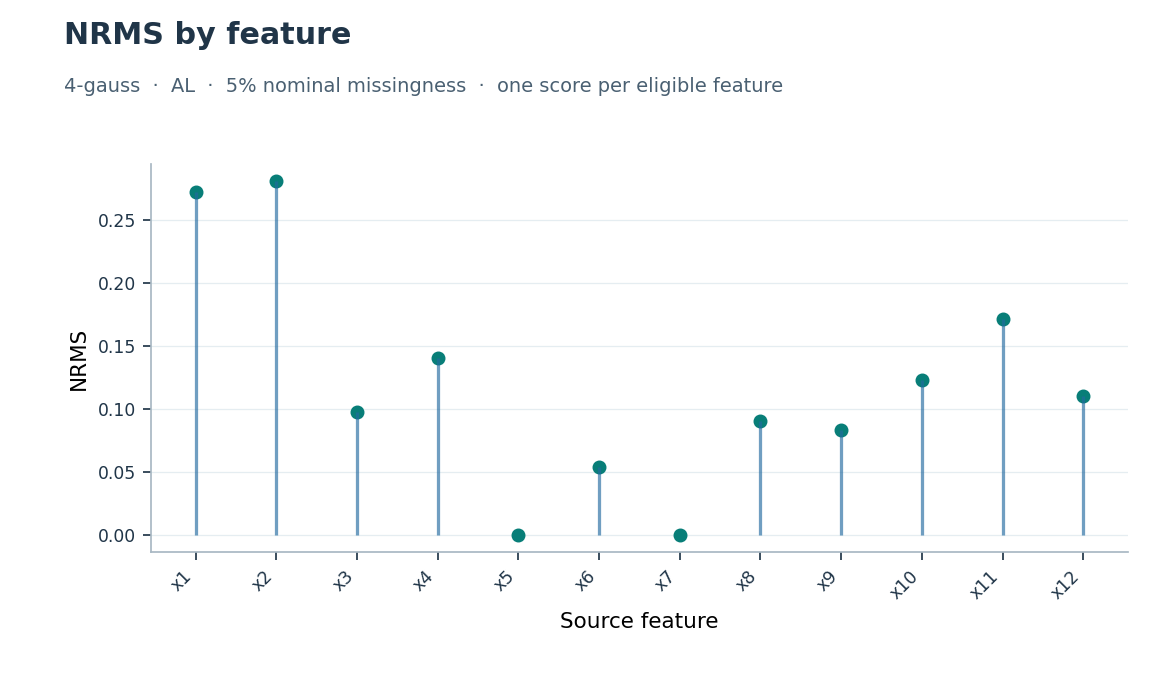 NRMS by feature
4-gauss · AL · 5% nominal missingness · one score per eligible feature
NRMS
0.25
0.20
0.15
0.10
0.05
0.00
x1 x2 x3 x4 x5 x6 x7 x8 x9 x10 x11 x12
Source feature